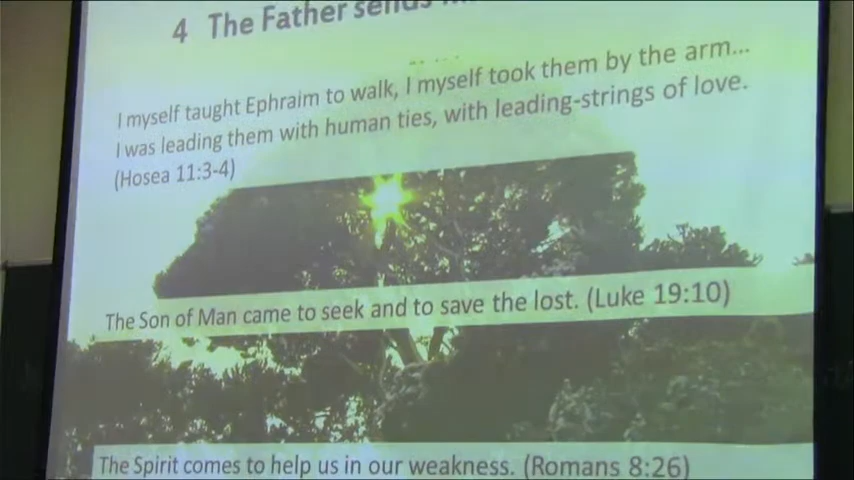 4 The Father sends
I myself taught Ephraim to walk, I myself took them by the arm...
I was leading them with human ties, with leading-strings of love.
(Hosea 11:3-4)
The Son of Man came to seek and to save the lost. (Luke 19:10)
The Spirit comes to help us in our weakness. (Romans 8:26)